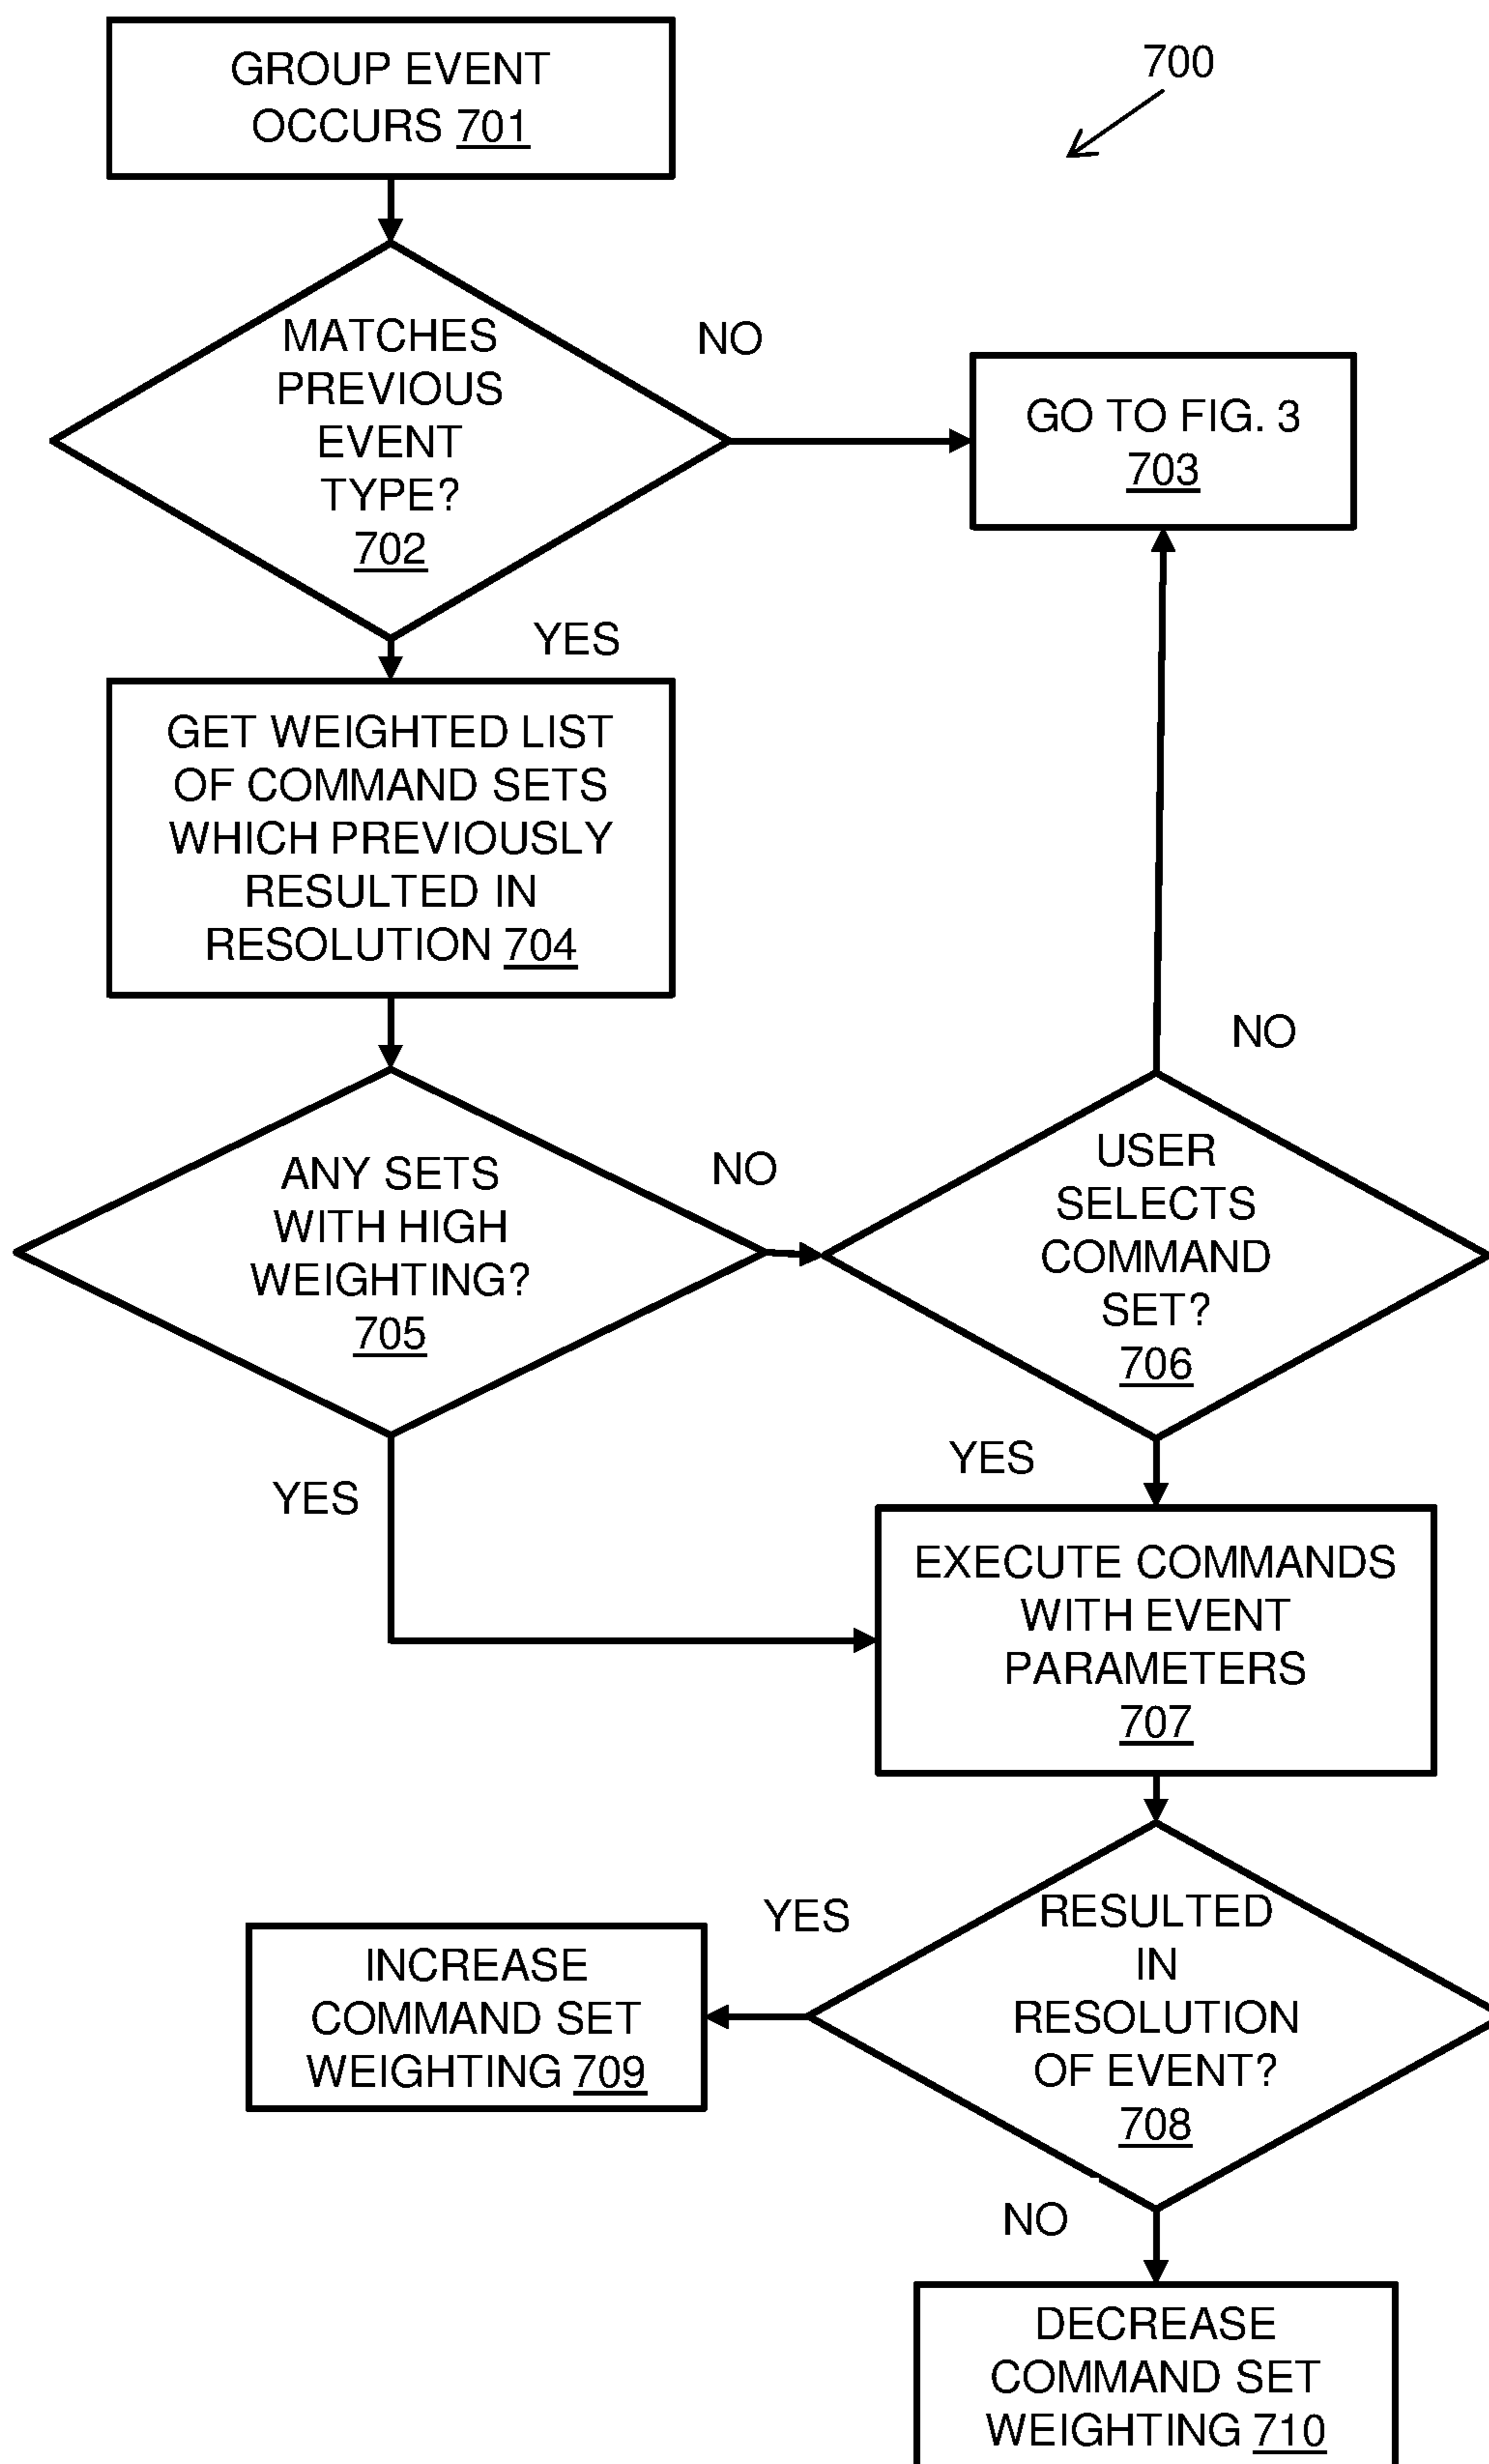 GROUP EVENT
OCCURS 701
700
MATCHES
PREVIOUS
EVENT
TYPE?
702
NO
GO TO FIG. 3
703
YES
GET WEIGHTED LIST
OF COMMAND SETS
WHICH PREVIOUSLY
RESULTED IN
RESOLUTION 704
NO
ANY SETS
WITH HIGH
WEIGHTING?
705
NO
USER
SELECTS
COMMAND
SET?
706
YES
YES
EXECUTE COMMANDS
WITH EVENT
PARAMETERS
707
RESULTED
IN
RESOLUTION
OF EVENT?
708
YES
INCREASE
COMMAND SET
WEIGHTING 709
NO
DECREASE
COMMAND SET
WEIGHTING 710